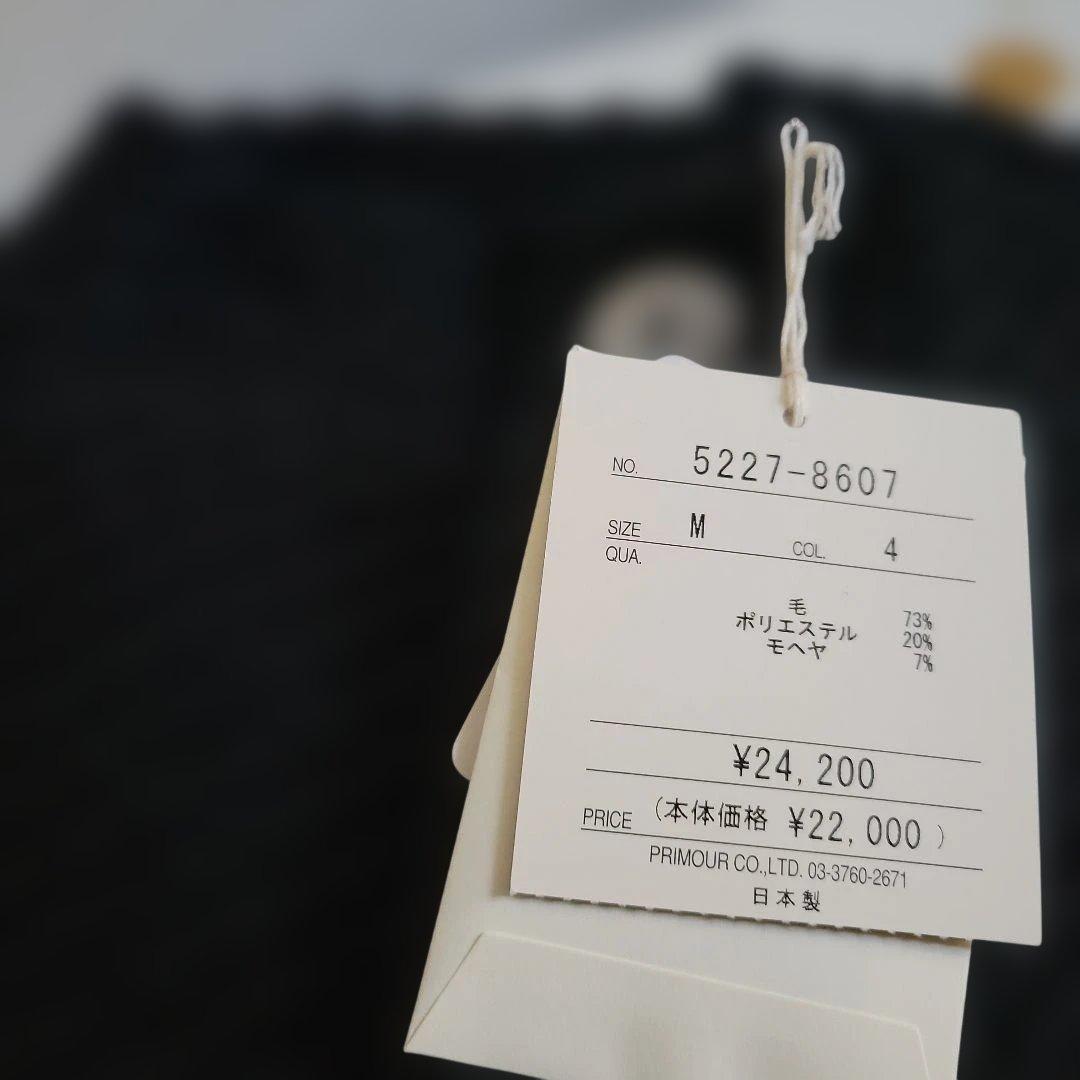 NO. 5227-8607
SIZE M COL. 4
QUA.
毛 73%
ポリエステル 20%
モヘヤ 7%
¥24,200
PRICE (本体価格 ¥22,000 )
PRIMOUR CO.,LTD. 03-3760-2671
日本製